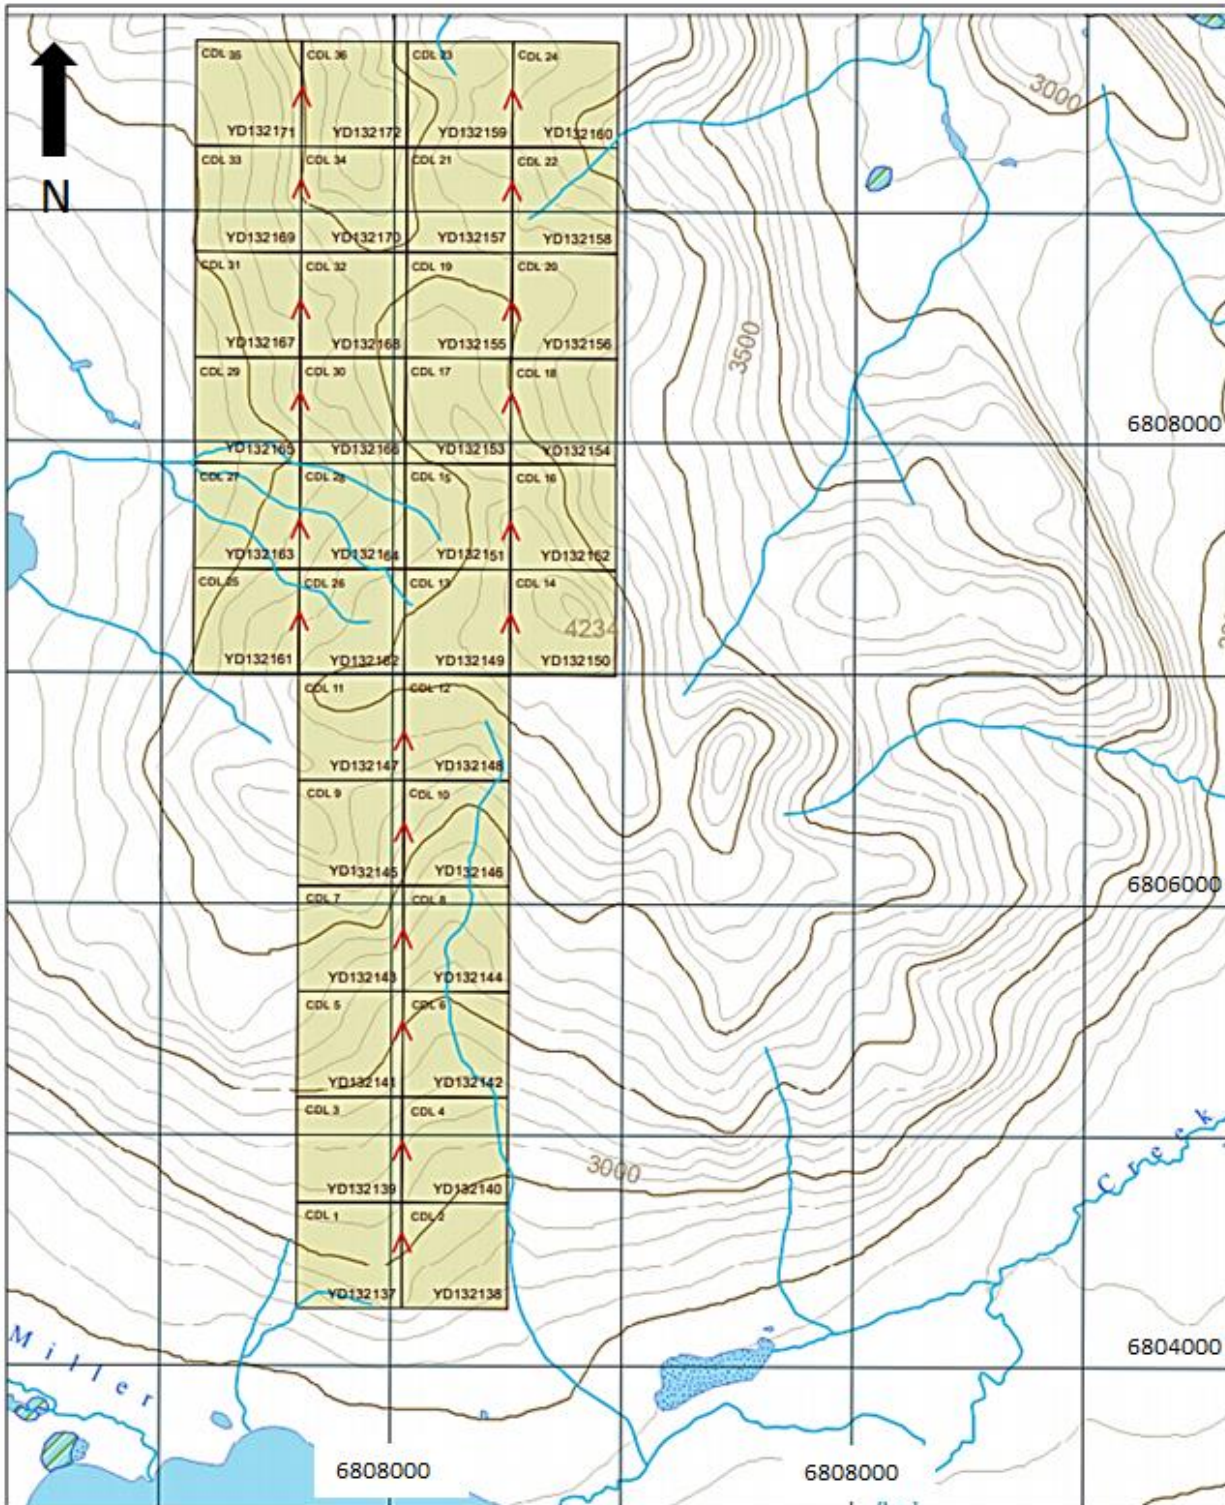 CDL 35 CDL 36 CDL 23 CDL 24
3000
YD132171 YD132172 YD132159 YD132160
CDL 33 CDL 34 CDL 21 CDL 22
N
YD132169 YD132170 YD132157 YD132158
CDL 31 CDL 32 CDL 19 CDL 20
YD132167 YD132168 YD132155 YD132156
3500
CDL 29 CDL 30 CDL 17 CDL 18
6808000
YD132165 YD132166 YD132153 YD132154
CDL 27 CDL 28 CDL 15 CDL 16
YD132163 YD132164 YD132151 YD132152
CDL 25 CDL 26 CDL 13 CDL 14
4234
YD132161 YD132162 YD132149 YD132150
CDL 11 CDL 12
YD132147 YD132148
CDL 9 CDL 10
YD132145 YD132146
6806000
CDL 7 CDL 8
YD132143 YD132144
CDL 5 CDL 6
YD132141 YD132142
CDL 3 CDL 4
Creek
3000
YD132139 YD132140
CDL 1 CDL 2
YD132137 YD132138
6804000
Miller
6808000 6808000